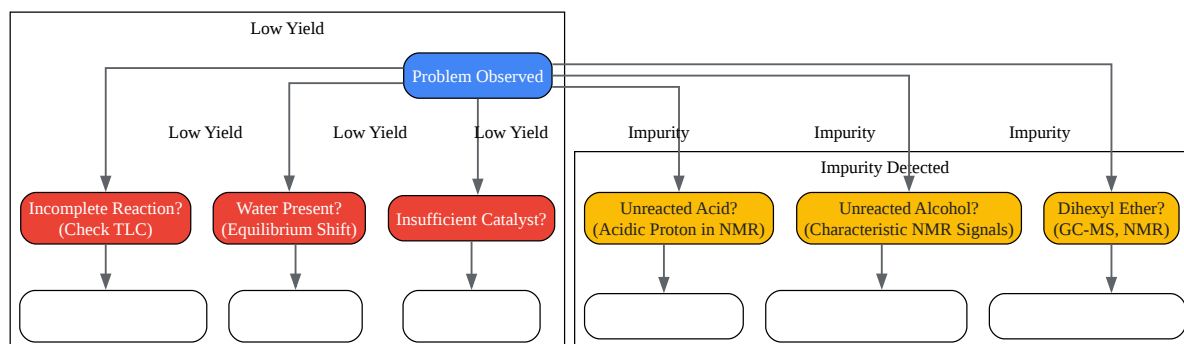 Low Yield
Problem Observed
Low Yield
Low Yield
Low Yield
Impurity
Impurity
Impurity
Impurity Detected
Incomplete Reaction?
(Check TLC)
Water Present?
(Equilibrium Shift)
Insufficient Catalyst?
Unreacted Acid?
(Acidic Proton in NMR)
Unreacted Alcohol?
(Characteristic NMR Signals)
Dihexyl Ether?
(GC-MS, NMR)